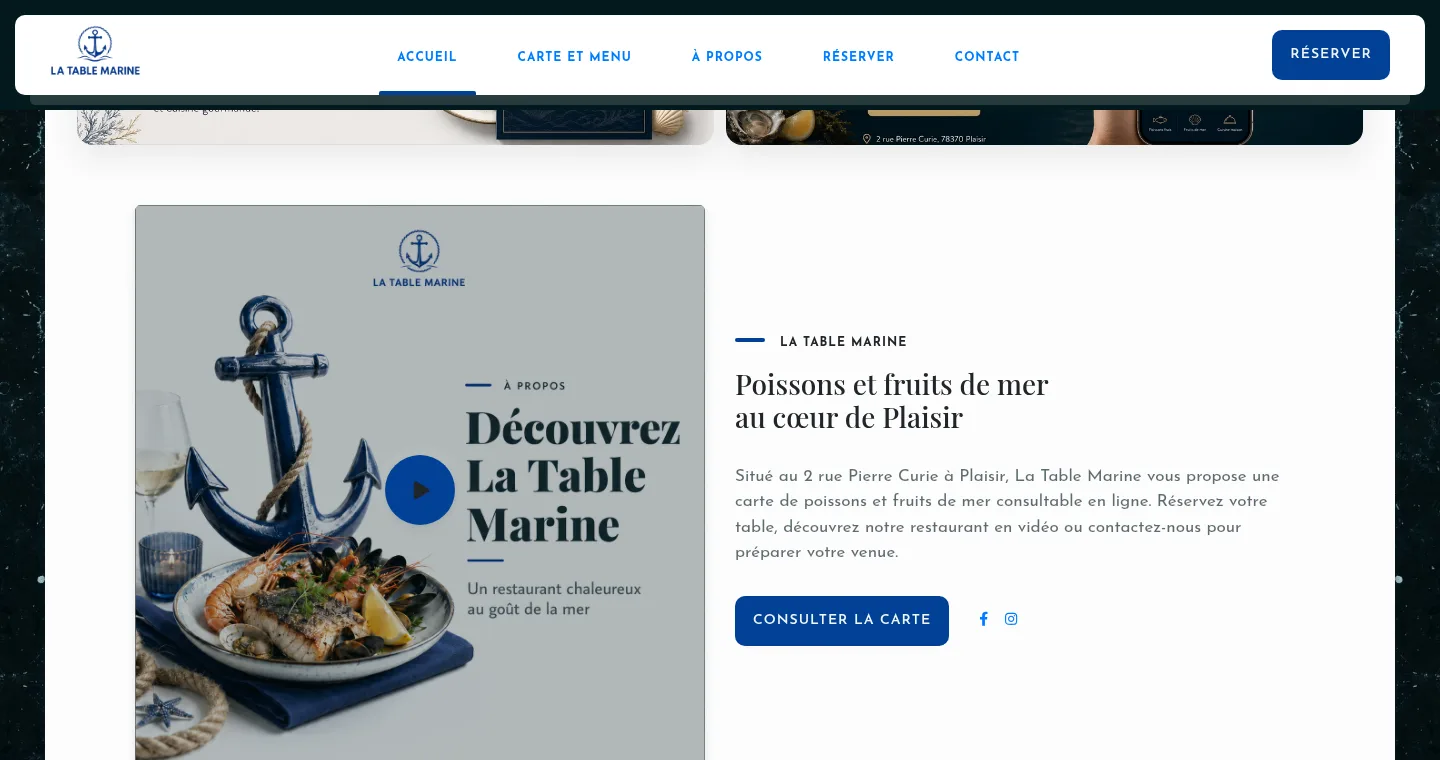 LA TABLE MARINE
ACCUEIL
CARTE ET MENU
À PROPOS
RÉSERVER
CONTACT
RÉSERVER
et cuisine gourmande.
2 rue Pierre Curie, 78370 Plaisir
LA TABLE MARINE
À PROPOS
Découvrez
La Table
Marine
Un restaurant chaleureux
au goût de la mer
LA TABLE MARINE
Poissons et fruits de mer
au cœur de Plaisir
Situé au 2 rue Pierre Curie à Plaisir, La Table Marine vous propose une
carte de poissons et fruits de mer consultable en ligne. Réservez votre
table, découvrez notre restaurant en vidéo ou contactez-nous pour
préparer votre venue.
CONSULTER LA CARTE